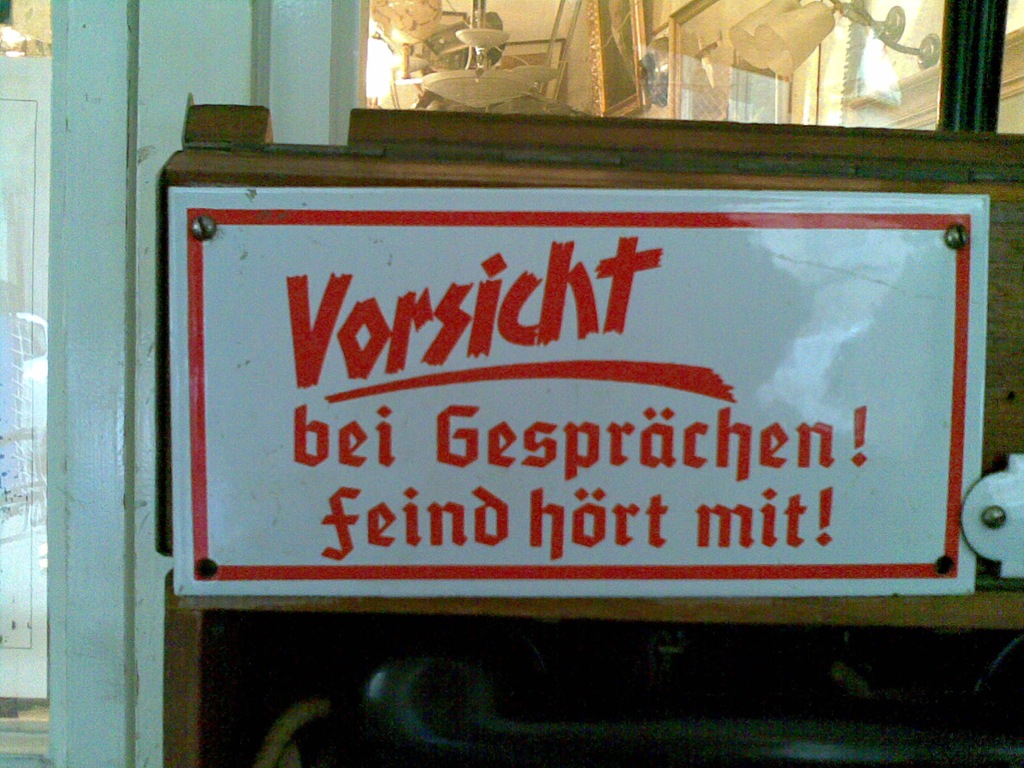 Vorsicht
bei Gesprächen!
Feind hört mit!